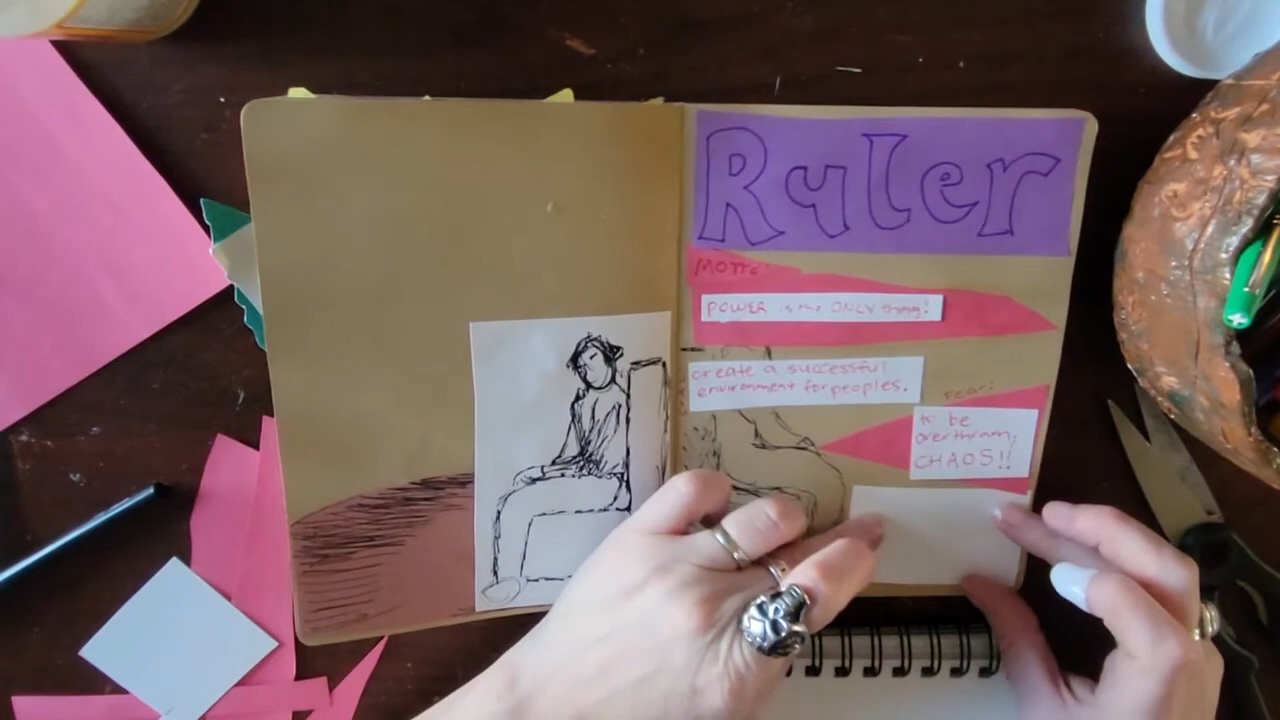 Ruler
MOTTO:
POWER is the ONLY thing!
create a successful
environment for peoples.
Fear:
to be
overthrown,
CHAOS!!